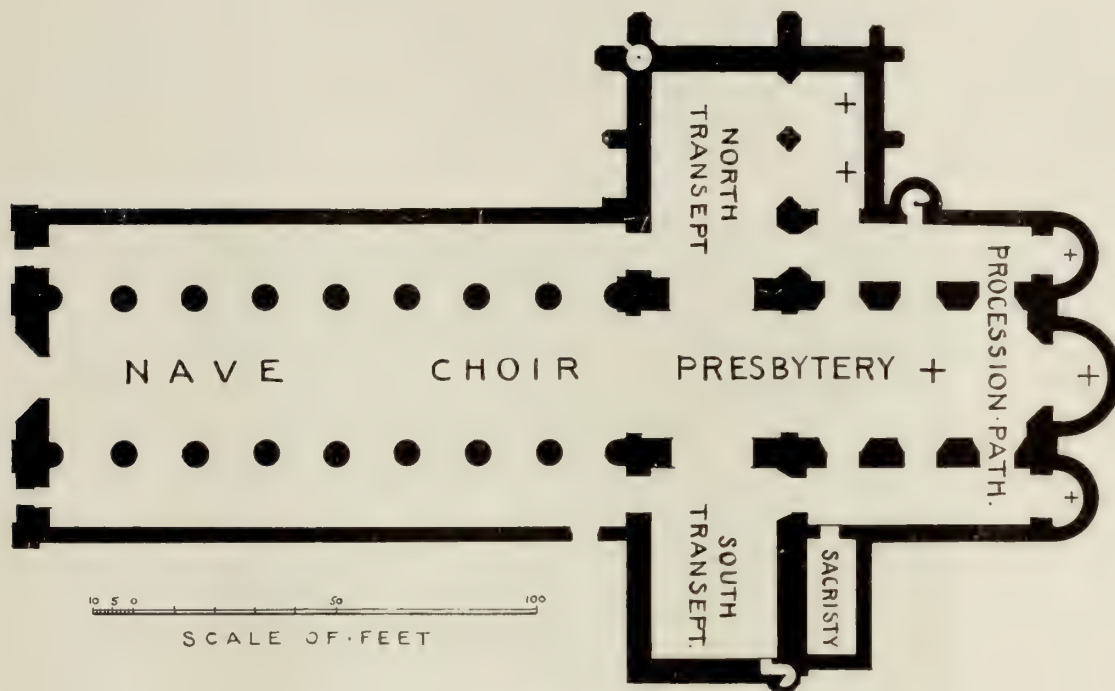 NORTH
TRANSEPT
PROCESSION·PATH.
NAVE CHOIR PRESBYTERY
SOUTH
TRANSEPT.
SACRISTY
10 5 0 50 100
SCALE OF·FEET